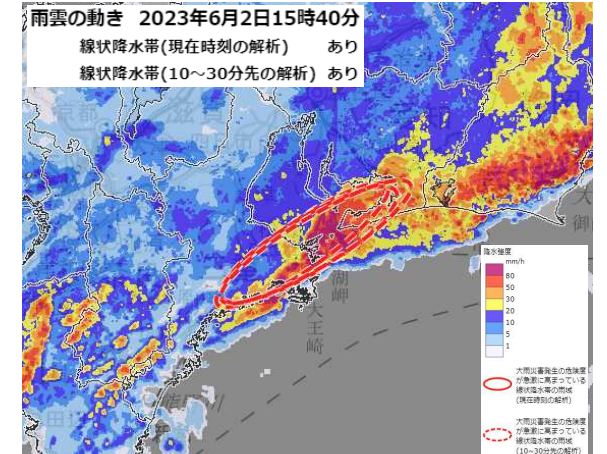 雨雲の動き 2023年6月2日15時40分
線状降水帯(現在時刻の解析) あり
線状降水帯(10～30分先の解析) あり
大王崎
降水強度
mm/h
80
50
30
20
10
5
1
大雨災害発生の危険度
が急激に高まっている
線状降水帯の雨域
(現在時刻の解析)
大雨災害発生の危険度
が急激に高まっている
線状降水帯の雨域
(10～30分先の解析)